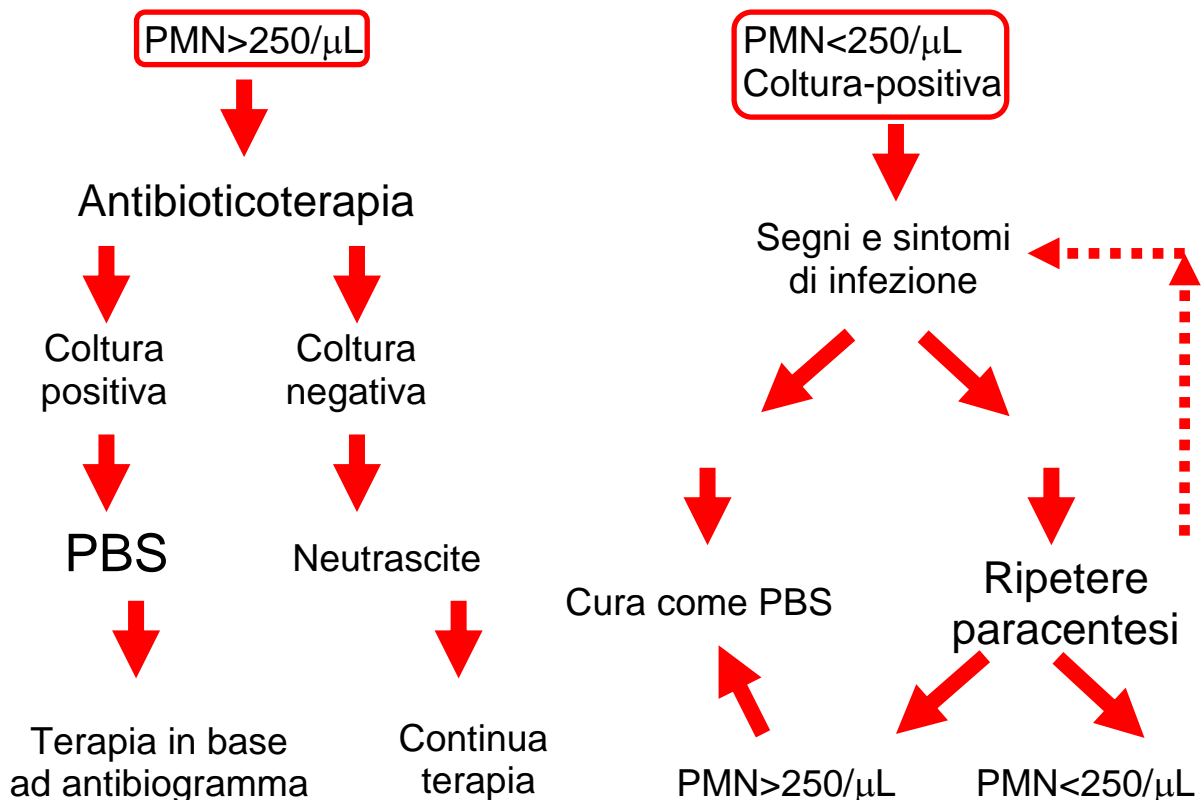 PMN>250/μL
Antibioticoterapia
Coltura
positiva
Coltura
negativa
PBS
Neutrascite
Terapia in base
ad antibiogramma
Continua
terapia
PMN<250/μL
Coltura-positiva
Segni e sintomi
di infezione
Cura come PBS
Ripetere
paracentesi
PMN>250/μL
PMN<250/μL